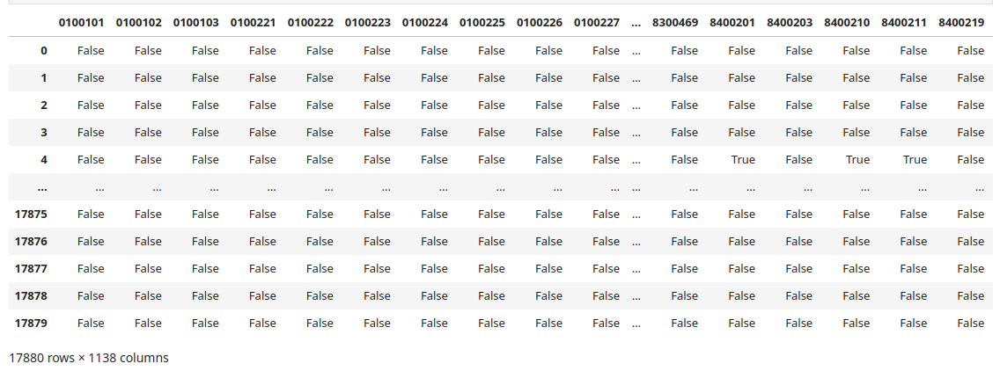 0100101 0100102 0100103 0100221 0100222 0100223 0100224 0100225 0100226 0100227 ... 8300469 8400201 8400203 8400210 8400211 8400219
0 False False False False False False False False False False ... False False False False False False
1 False False False False False False False False False False ... False False False False False False
2 False False False False False False False False False False ... False False False False False False
3 False False False False False False False False False False ... False False False False False False
4 False False False False False False False False False False ... False True False True True False
... ... ... ... ... ... ... ... ... ... ... ... ... ... ... ... ... ...
17875 False False False False False False False False False False ... False False False False False False
17876 False False False False False False False False False False ... False False False False False False
17877 False False False False False False False False False False ... False False False False False False
17878 False False False False False False False False False False ... False False False False False False
17879 False False False False False False False False False False ... False False False False False False
17880 rows × 1138 columns